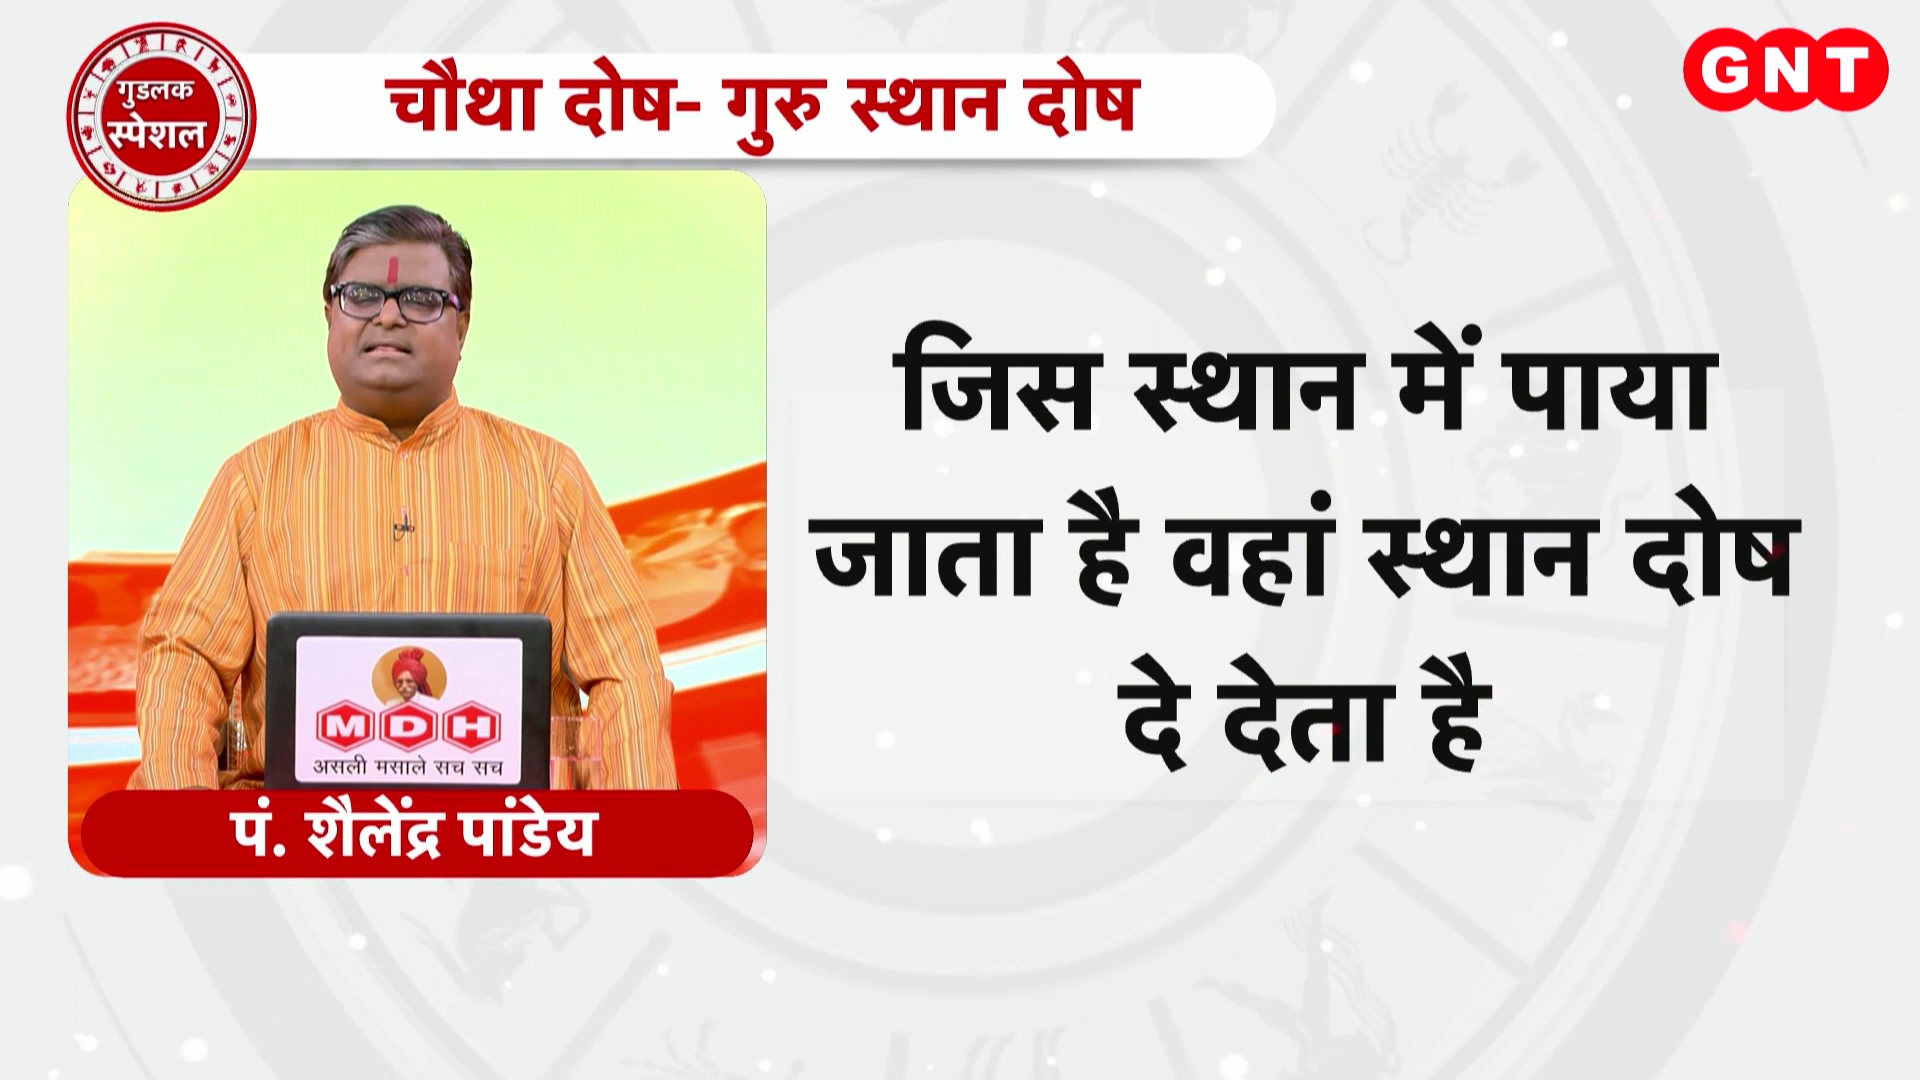 गुडलक
स्पेशल
चौथा दोष- गुरु स्थान दोष
GNT
जिस स्थान में पाया
जाता है वहां स्थान दोष
दे देता है
MDH
असली मसाले सच सच
पं. शैलेंद्र पांडेय